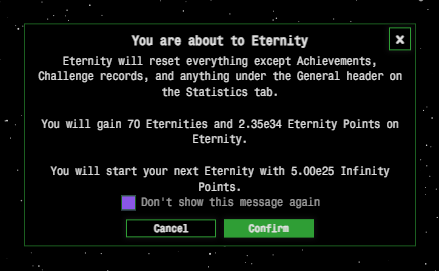 You are about to Eternity
x
Eternity will reset everything except Achievements,
Challenge records, and anything under the General header on
the Statistics tab.
You will gain 70 Eternities and 2.35e34 Eternity Points on
Eternity.
You will start your next Eternity with 5.00e25 Infinity
Points.
Don't show this message again
Cancel Confirm